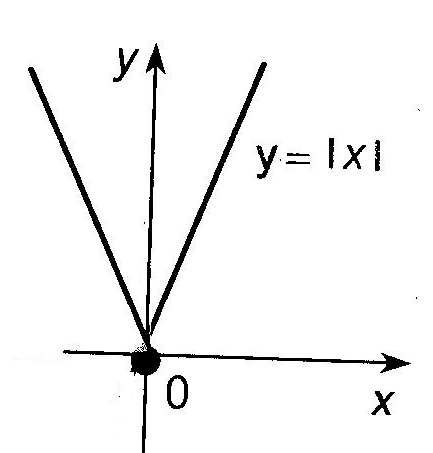 y
y = |x|
0
x